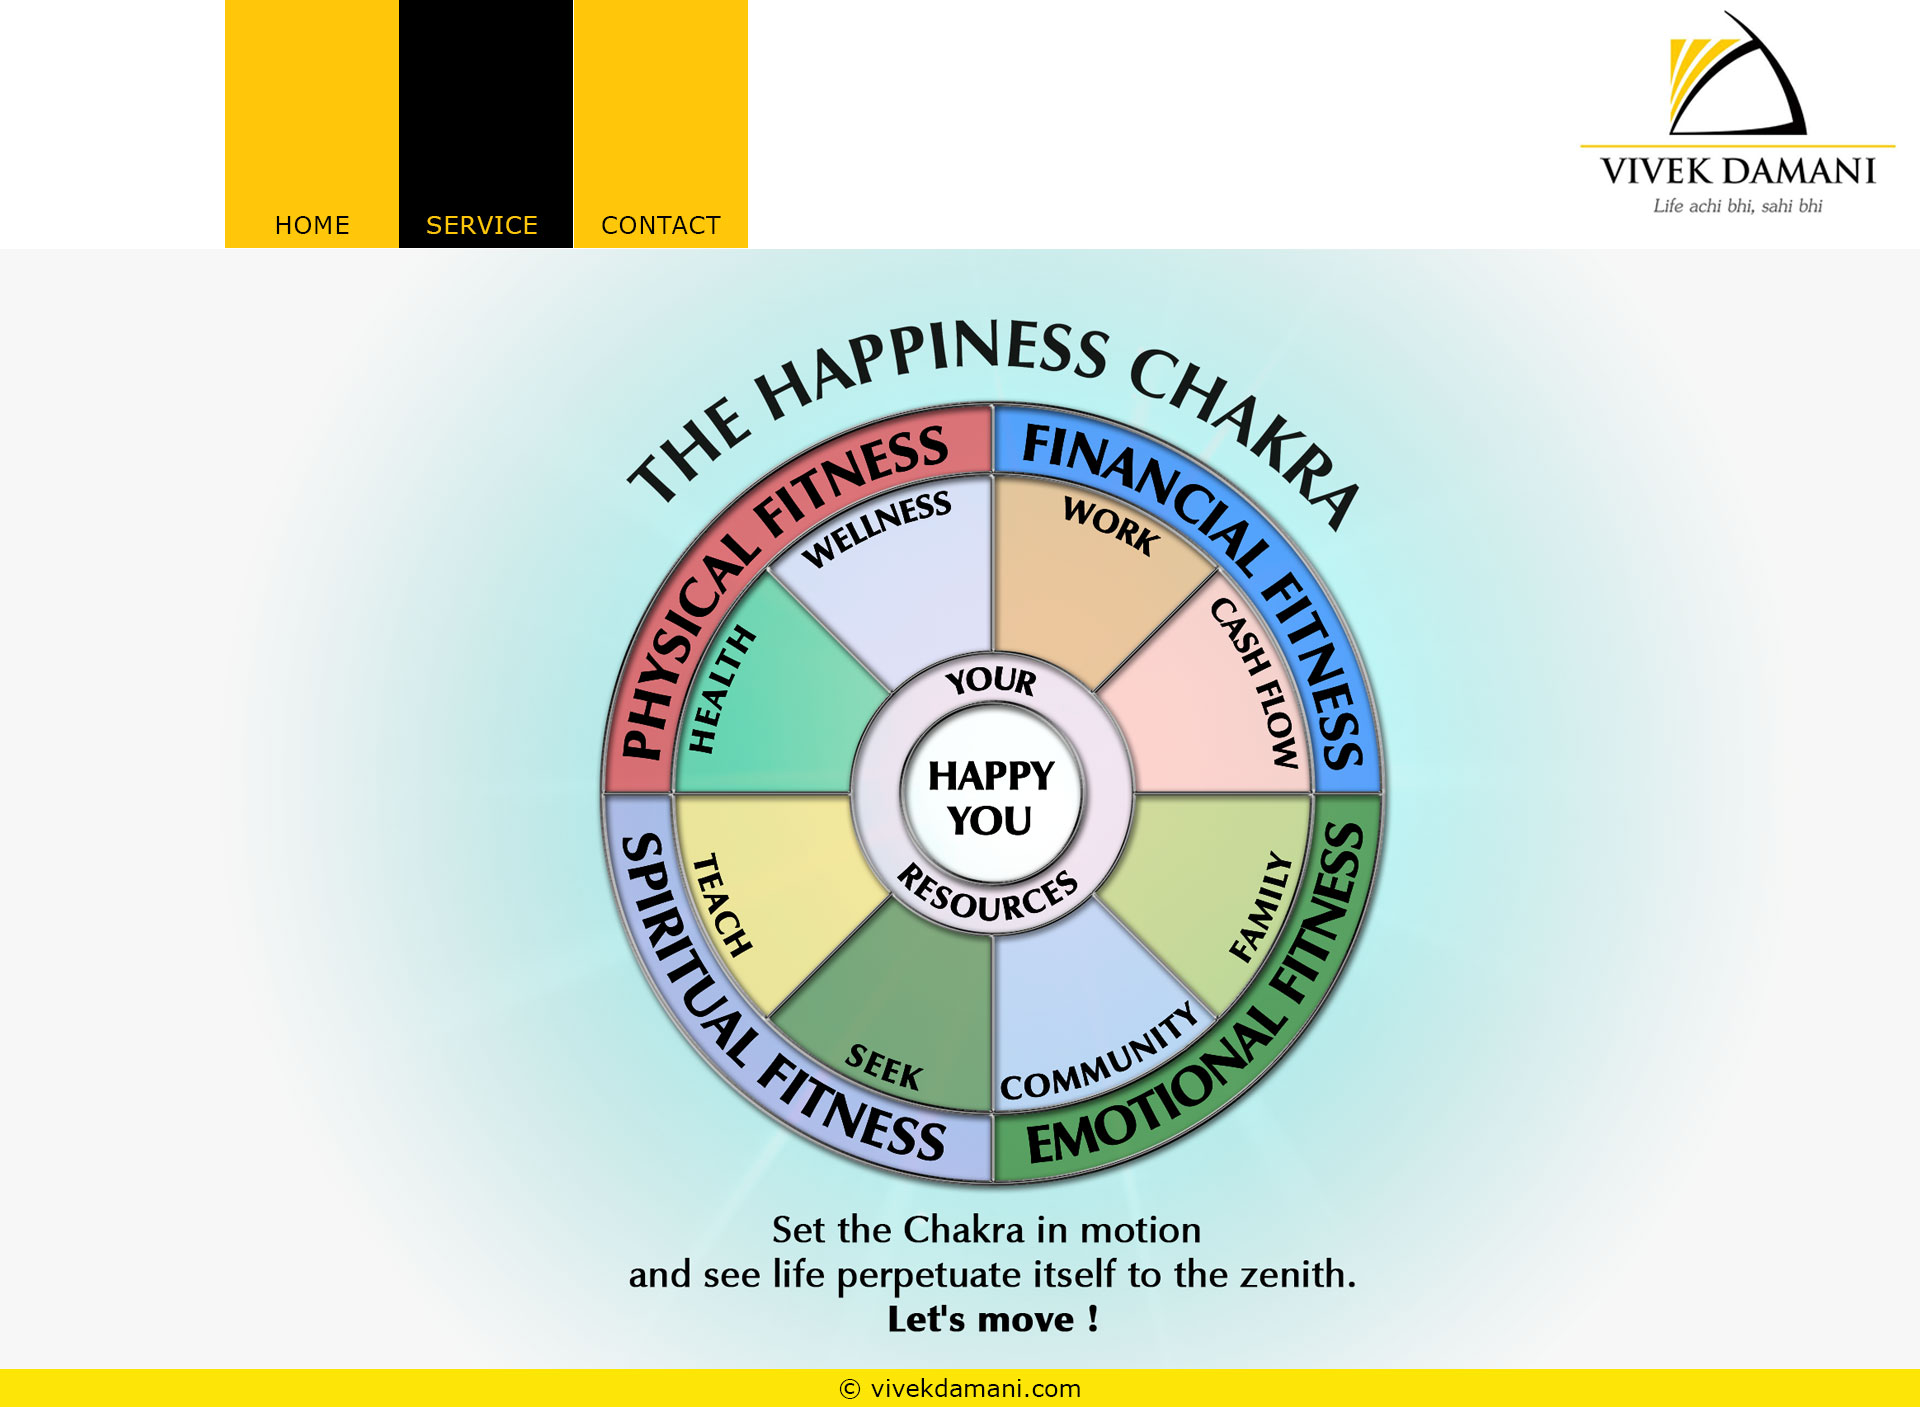 HOME
SERVICE
CONTACT
VIVEK DAMANI
Life achi bhi, sahi bhi
THE HAPPINESS CHAKRA
PHYSICAL FITNESS
FINANCIAL FITNESS
WELLNESS
WORK
HEALTH
CASH FLOW
YOUR
HAPPY
YOU
RESOURCES
TEACH
FAMILY
SEEK
COMMUNITY
SPIRITUAL FITNESS
EMOTIONAL FITNESS
Set the Chakra in motion
and see life perpetuate itself to the zenith.
Let's move !
© vivekdamani.com